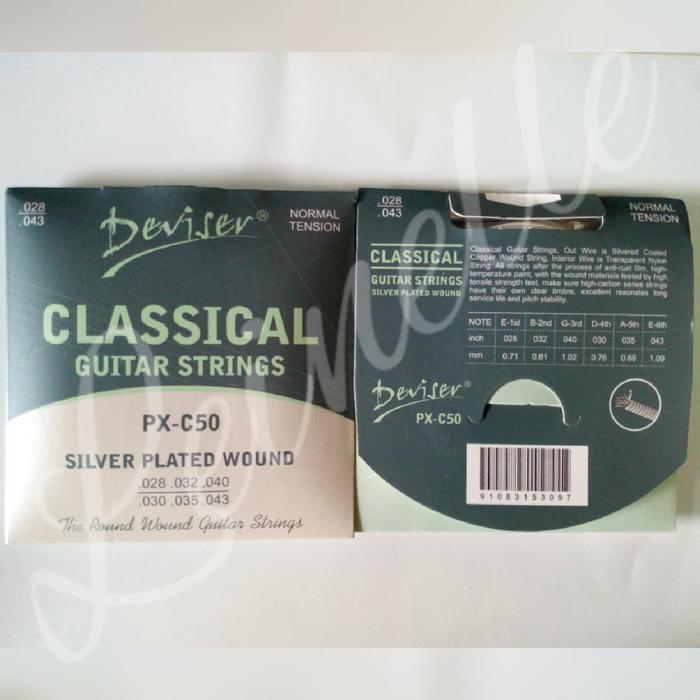 .028
.043
Deviser®
NORMAL
TENSION
CLASSICAL
GUITAR STRINGS
PX-C50
SILVER PLATED WOUND
.028 .032 .040
.030 .035 .043
The Round Wound Guitar Strings
.028
.043
NORMAL
TENSION
CLASSICAL
GUITAR STRINGS
SILVER PLATED WOUND
Classical Guitar Strings, Out Wire is Silvered Coated
Copper Wound String, Interior Wire is Transparent Nylon
String. All strings after the process of anti-rust film, high-
temperature paint, with the wound materials tested by high
tensile strength test, make sure high-carbon series strings
have their own clear timbre, excellent resonates long
service life and pitch stability.
NOTE E-1st B-2nd G-3rd D-4th A-5th E-6th
inch 028 032 040 030 035 043
mm 0.71 0.81 1.02 0.76 0.89 1.09
Deviser®
PX-C50
91083153097
Leinelle